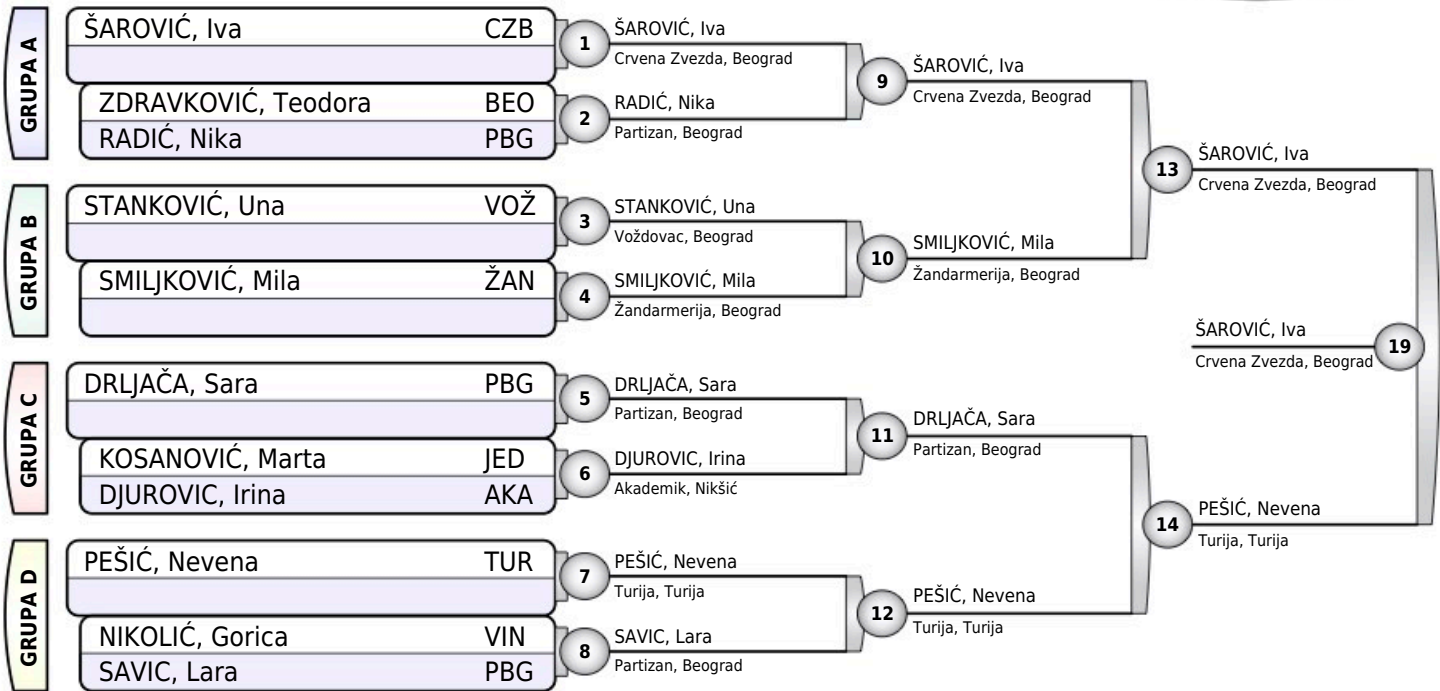 GRUPA A
ŠAROVIĆ, Iva CZB
ZDRAVKOVIĆ, Teodora BEO
RADIĆ, Nika PBG
GRUPA B
STANKOVIĆ, Una VOŽ
SMILJKOVIĆ, Mila ŽAN
GRUPA C
DRLJAČA, Sara PBG
KOSANOVIĆ, Marta JED
DJUROVIC, Irina AKA
GRUPA D
PEŠIĆ, Nevena TUR
NIKOLIĆ, Gorica VIN
SAVIC, Lara PBG
1
ŠAROVIĆ, Iva
Crvena Zvezda, Beograd
2
RADIĆ, Nika
Partizan, Beograd
3
STANKOVIĆ, Una
Voždovac, Beograd
4
SMILJKOVIĆ, Mila
Žandarmerija, Beograd
5
DRLJAČA, Sara
Partizan, Beograd
6
DJUROVIC, Irina
Akademik, Nikšić
7
PEŠIĆ, Nevena
Turija, Turija
8
SAVIC, Lara
Partizan, Beograd
9
ŠAROVIĆ, Iva
Crvena Zvezda, Beograd
10
SMILJKOVIĆ, Mila
Žandarmerija, Beograd
11
DRLJAČA, Sara
Partizan, Beograd
12
PEŠIĆ, Nevena
Turija, Turija
13
ŠAROVIĆ, Iva
Crvena Zvezda, Beograd
14
PEŠIĆ, Nevena
Turija, Turija
ŠAROVIĆ, Iva
Crvena Zvezda, Beograd
19